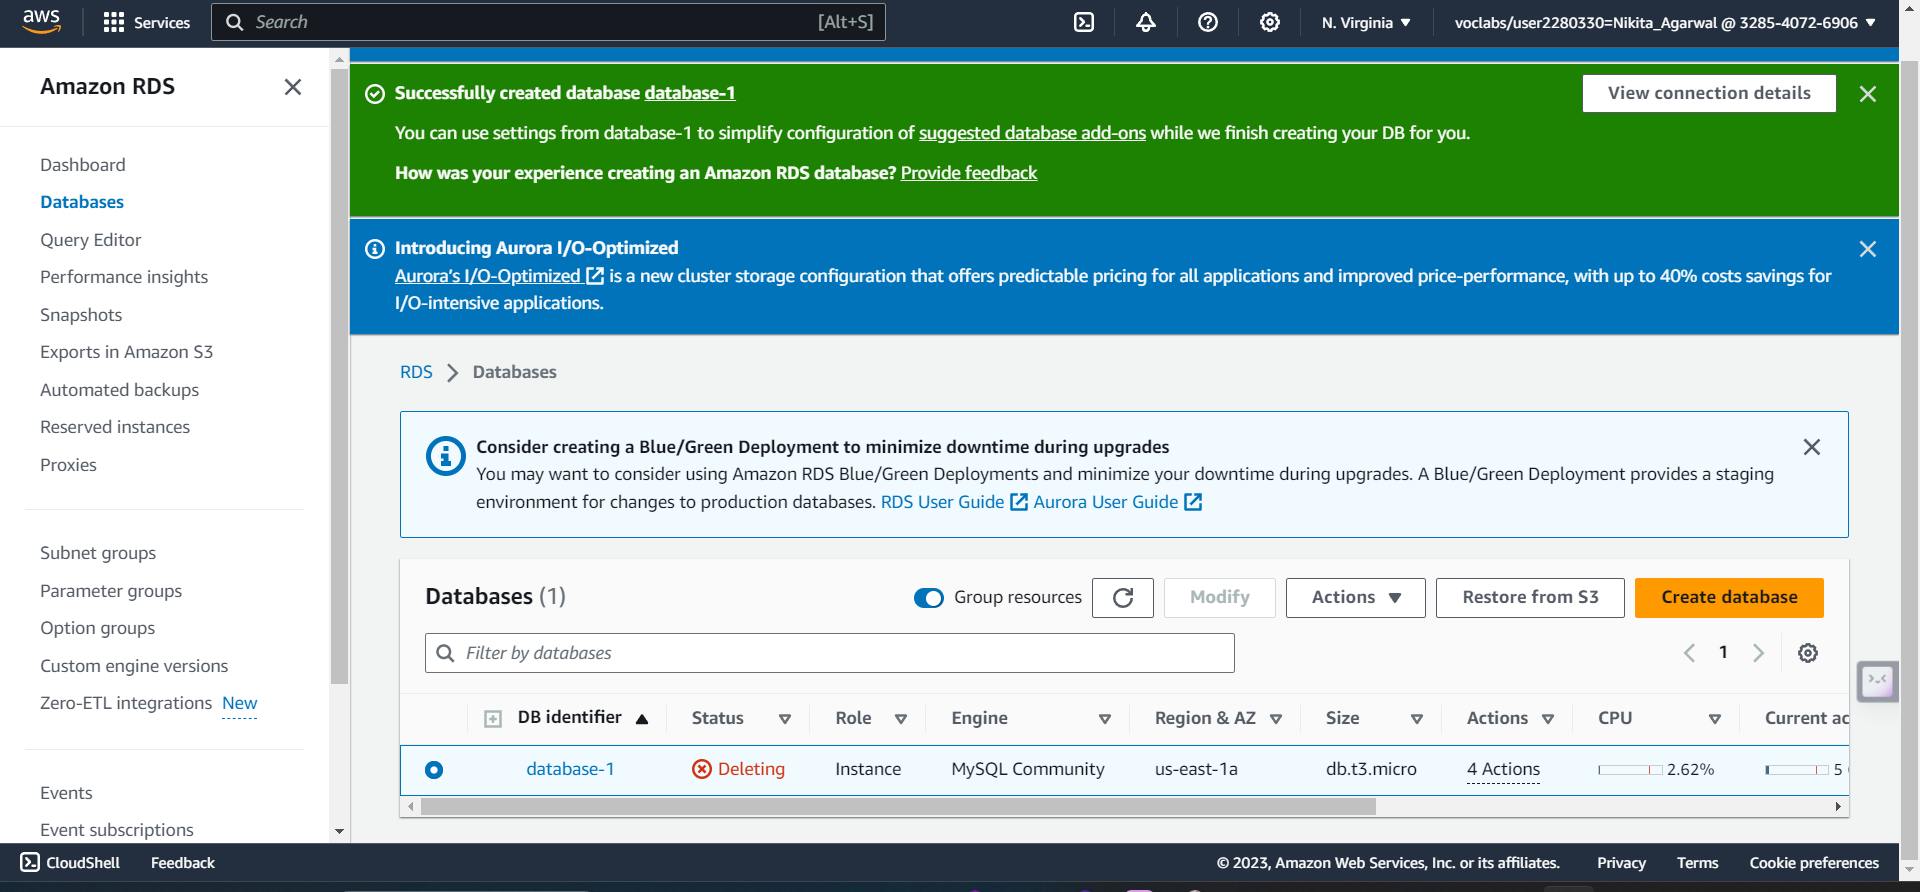 aws
Services
Search
[Alt+S]
N. Virginia
voclabs/user2280330=Nikita_Agarwal @ 3285-4072-6906
Amazon RDS
Dashboard
Databases
Query Editor
Performance insights
Snapshots
Exports in Amazon S3
Automated backups
Reserved instances
Proxies
Subnet groups
Parameter groups
Option groups
Custom engine versions
Zero-ETL integrations New
Events
Event subscriptions
Successfully created database database-1
View connection details
You can use settings from database-1 to simplify configuration of suggested database add-ons while we finish creating your DB for you.
How was your experience creating an Amazon RDS database? Provide feedback
Introducing Aurora I/O-Optimized
Aurora's I/O-Optimized is a new cluster storage configuration that offers predictable pricing for all applications and improved price-performance, with up to 40% costs savings for
I/O-intensive applications.
RDS Databases
Consider creating a Blue/Green Deployment to minimize downtime during upgrades
You may want to consider using Amazon RDS Blue/Green Deployments and minimize your downtime during upgrades. A Blue/Green Deployment provides a staging
environment for changes to production databases. RDS User Guide Aurora User Guide
Databases (1)
Group resources
Modify
Actions
Restore from S3
Create database
Filter by databases
1
DB identifier Status Role Engine Region & AZ Size Actions CPU Current ac
database-1 Deleting Instance MySQL Community us-east-1a db.t3.micro 4 Actions 2.62% 5
CloudShell Feedback © 2023, Amazon Web Services, Inc. or its affiliates. Privacy Terms Cookie preferences